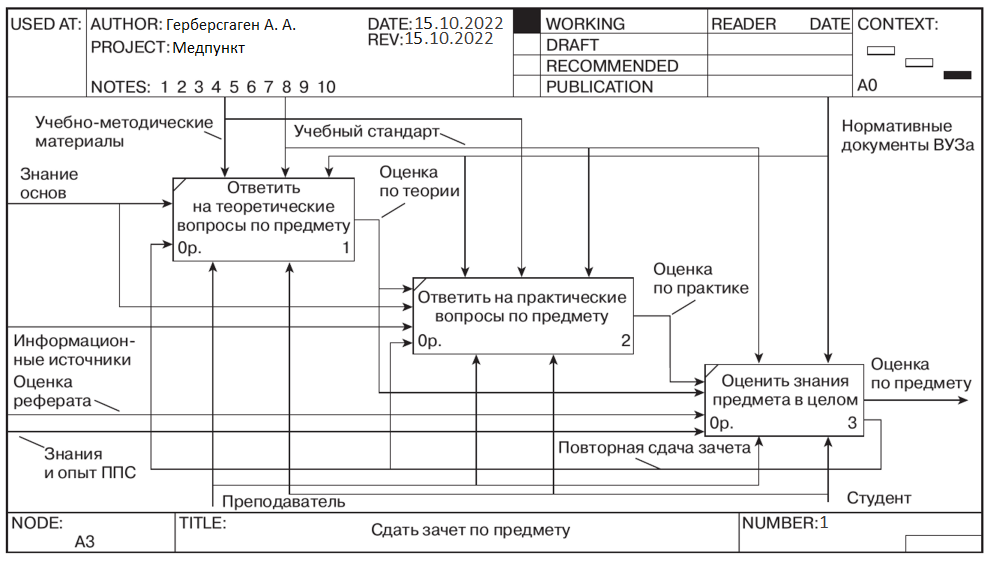 USED AT:
AUTHOR: Герберсгаген А. А.
DATE: 15.10.2022
PROJECT: Медпункт
REV: 15.10.2022
NOTES: 1 2 3 4 5 6 7 8 9 10
WORKING
DRAFT
RECOMMENDED
PUBLICATION
READER DATE
CONTEXT:
A0
Учебно-методические
материалы
Учебный стандарт
Нормативные
документы ВУЗа
Знание
основ
Ответить
на теоретические
вопросы по предмету
0р. 1
Оценка
по теории
Ответить на практические
вопросы по предмету
0р. 2
Оценка
по практике
Информацион-
ные источники
Оценка
реферата
Оценить знания
предмета в целом
0р. 3
Оценка
по предмету
Знания
и опыт ППС
Повторная сдача зачета
Преподаватель
Студент
NODE:
A3
TITLE:
Сдать зачет по предмету
NUMBER: 1